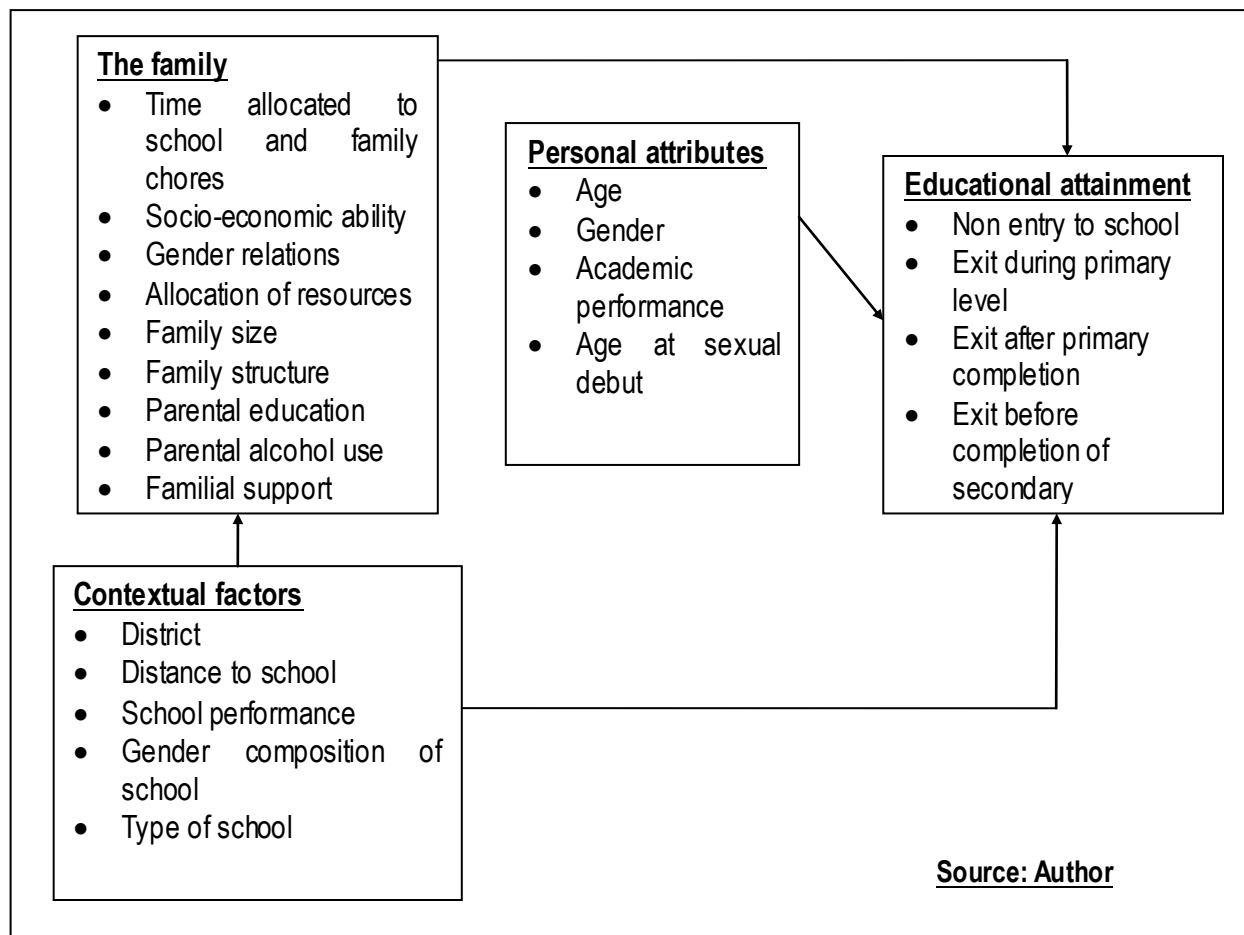 The family
• Time allocated to
school and family
chores
• Socio-economic ability
• Gender relations
• Allocation of resources
• Family size
• Family structure
• Parental education
• Parental alcohol use
• Familial support
Personal attributes
• Age
• Gender
• Academic
performance
• Age at sexual
debut
Educational attainment
• Non entry to school
• Exit during primary
level
• Exit after primary
completion
• Exit before
completion of
secondary
Contextual factors
• District
• Distance to school
• School performance
• Gender composition of
school
• Type of school
Source: Author